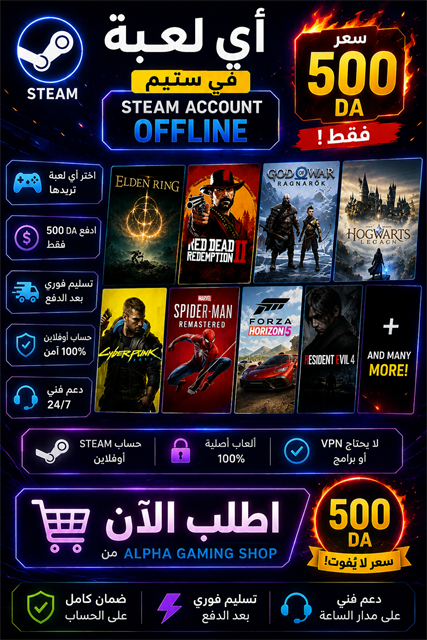 STEAM
أي لعبة
في ستيم
STEAM ACCOUNT
OFFLINE
سعر
500
DA
فقط!
اختر أي لعبة
تريدها
ادفع 500 DA
فقط
تسليم فوري
بعد الدفع
حساب أوفلاين
100% آمن
دعم فني
24/7
ELDEN RING
RED DEAD
REDEMPTION II
GOD OF WAR
RAGNARÖK
HOGWARTS
LEGACY
CYBERPUNK
MARVEL
SPIDER-MAN
REMASTERED
FORZA
HORIZON 5
RESIDENT EVIL 4
+
AND MANY
MORE!
حساب STEAM
أوفلاين
ألعاب أصلية
100%
لا يحتاج VPN
أو برامج
اطلب الآن
من ALPHA GAMING SHOP
500
DA
سعر لا يُفوت!
ضمان كامل
على الحساب
تسليم فوري
بعد الدفع
دعم فني
على مدار الساعة